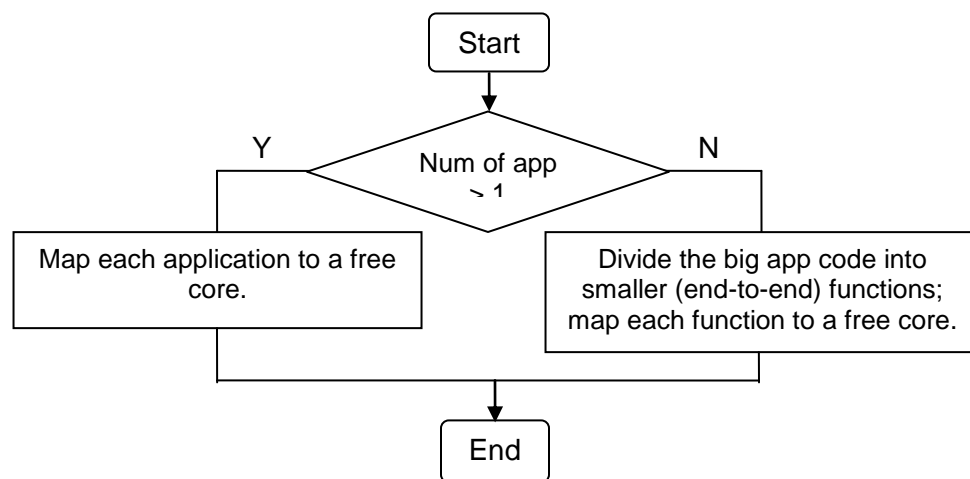 Start
Y
N
Num of app
> 1
Map each application to a free
core.
Divide the big app code into
smaller (end-to-end) functions;
map each function to a free core.
End